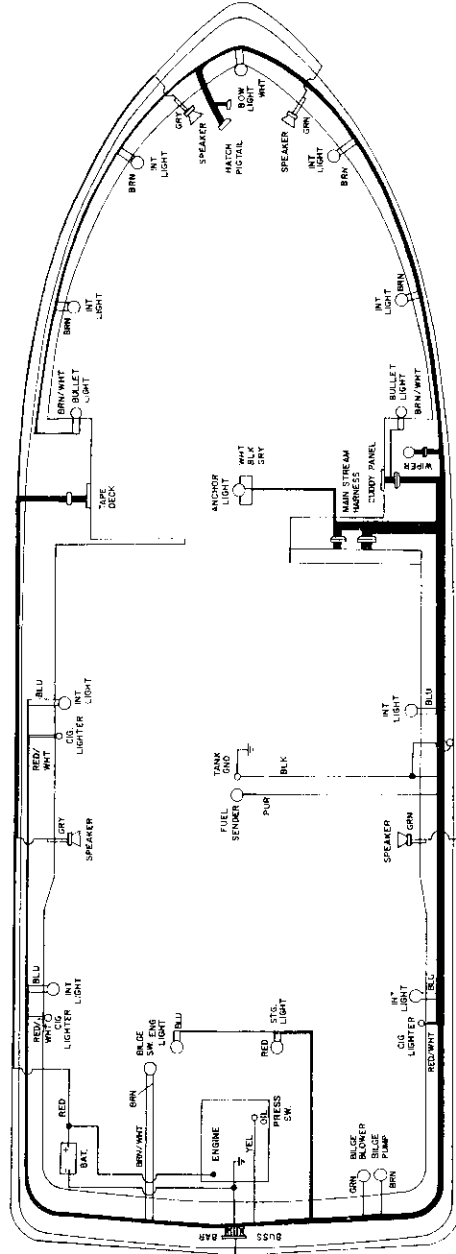 BOW
LIGHT
WHT
GRY
SPEAKER
HATCH
PIGTAIL
SPEAKER
GRN
BRN
INT
LIGHT
INT
LIGHT
BRN
BRN
INT
LIGHT
INT
LIGHT
BRN
BRN/WHT
BULLET
LIGHT
BULLET
LIGHT
BRN/WHT
TAPE
DECK
ANCHOR
LIGHT
WHT
BLK
GRY
MAIN STREAM
HARNESS
CUDDY PANEL
WIPER
BLU
INT
LIGHT
RED/
WHT
CIG.
LIGHTER
INT
LIGHT
BLU
TANK
GND
BLK
FUEL
SENDER
PUR
GRY
SPEAKER
SPEAKER
GRN
BLU
INT
LIGHT
RED/
WHT
CIG
LIGHTER
INT
LIGHT
BLU
CIG
LIGHTER
RED/WHT
BILGE
SW.
ENG
LIGHT
BLU
STG.
LIGHT
RED
RED
BAT.
+
-
BRN
BRN/WHT
ENGINE
YEL
OIL
PRESS
SW.
BILGE
BLOWER
GRN
BILGE
PUMP
BRN
BUSS
BAR